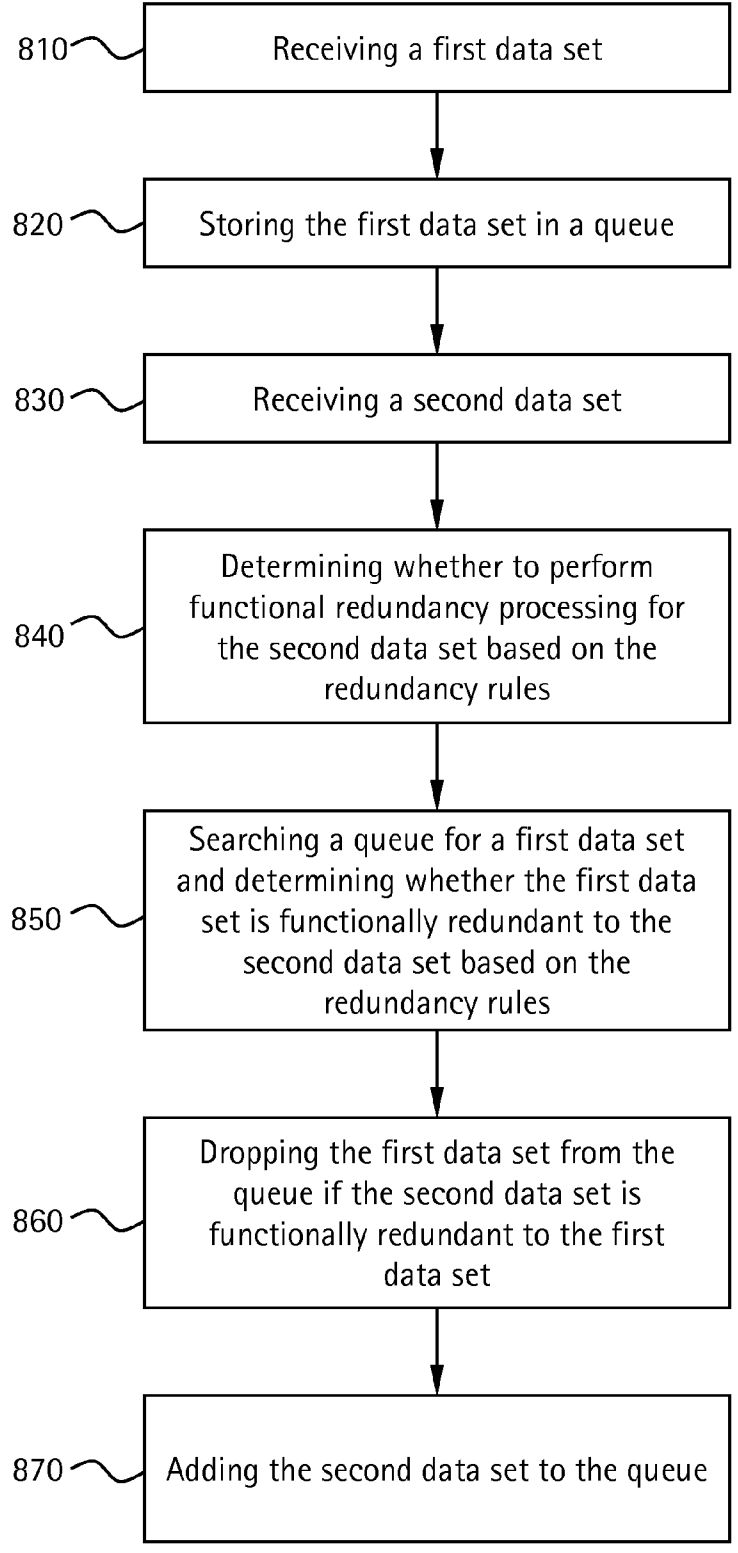 810
Receiving a first data set
820
Storing the first data set in a queue
830
Receiving a second data set
840
Determining whether to perform
functional redundancy processing for
the second data set based on the
redundancy rules
850
Searching a queue for a first data set
and determining whether the first data
set is functionally redundant to the
second data set based on the
redundancy rules
860
Dropping the first data set from the
queue if the second data set is
functionally redundant to the first
data set
870
Adding the second data set to the queue